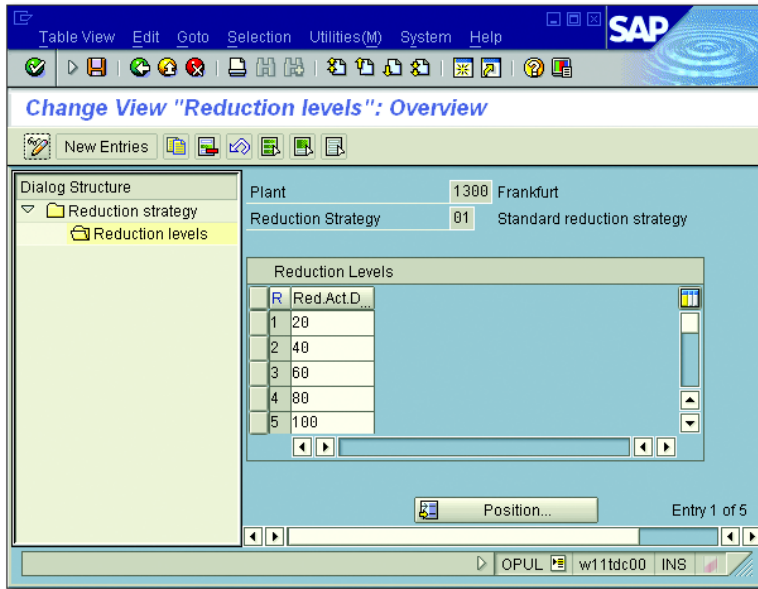 SAP
Table View Edit Goto Selection Utilities(M) System Help
Change View "Reduction levels": Overview
New Entries
Dialog Structure
Reduction strategy
Reduction levels
Plant 1300 Frankfurt
Reduction Strategy 01 Standard reduction strategy
Reduction Levels
R Red.Act.D...
1 20
2 40
3 60
4 80
5 100
Position... Entry 1 of 5
OPUL w11tdc00 INS